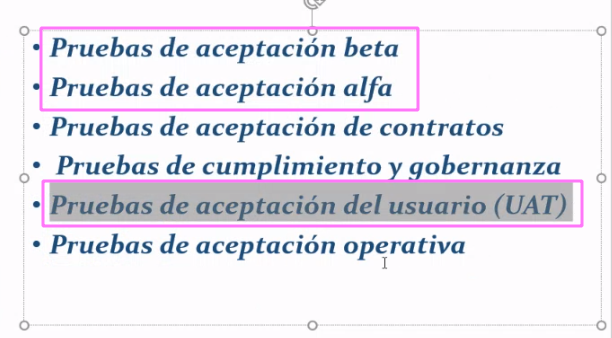 • Pruebas de aceptación beta
• Pruebas de aceptación alfa
• Pruebas de aceptación de contratos
• Pruebas de cumplimiento y gobernanza
• Pruebas de aceptación del usuario (UAT)
• Pruebas de aceptación operativa